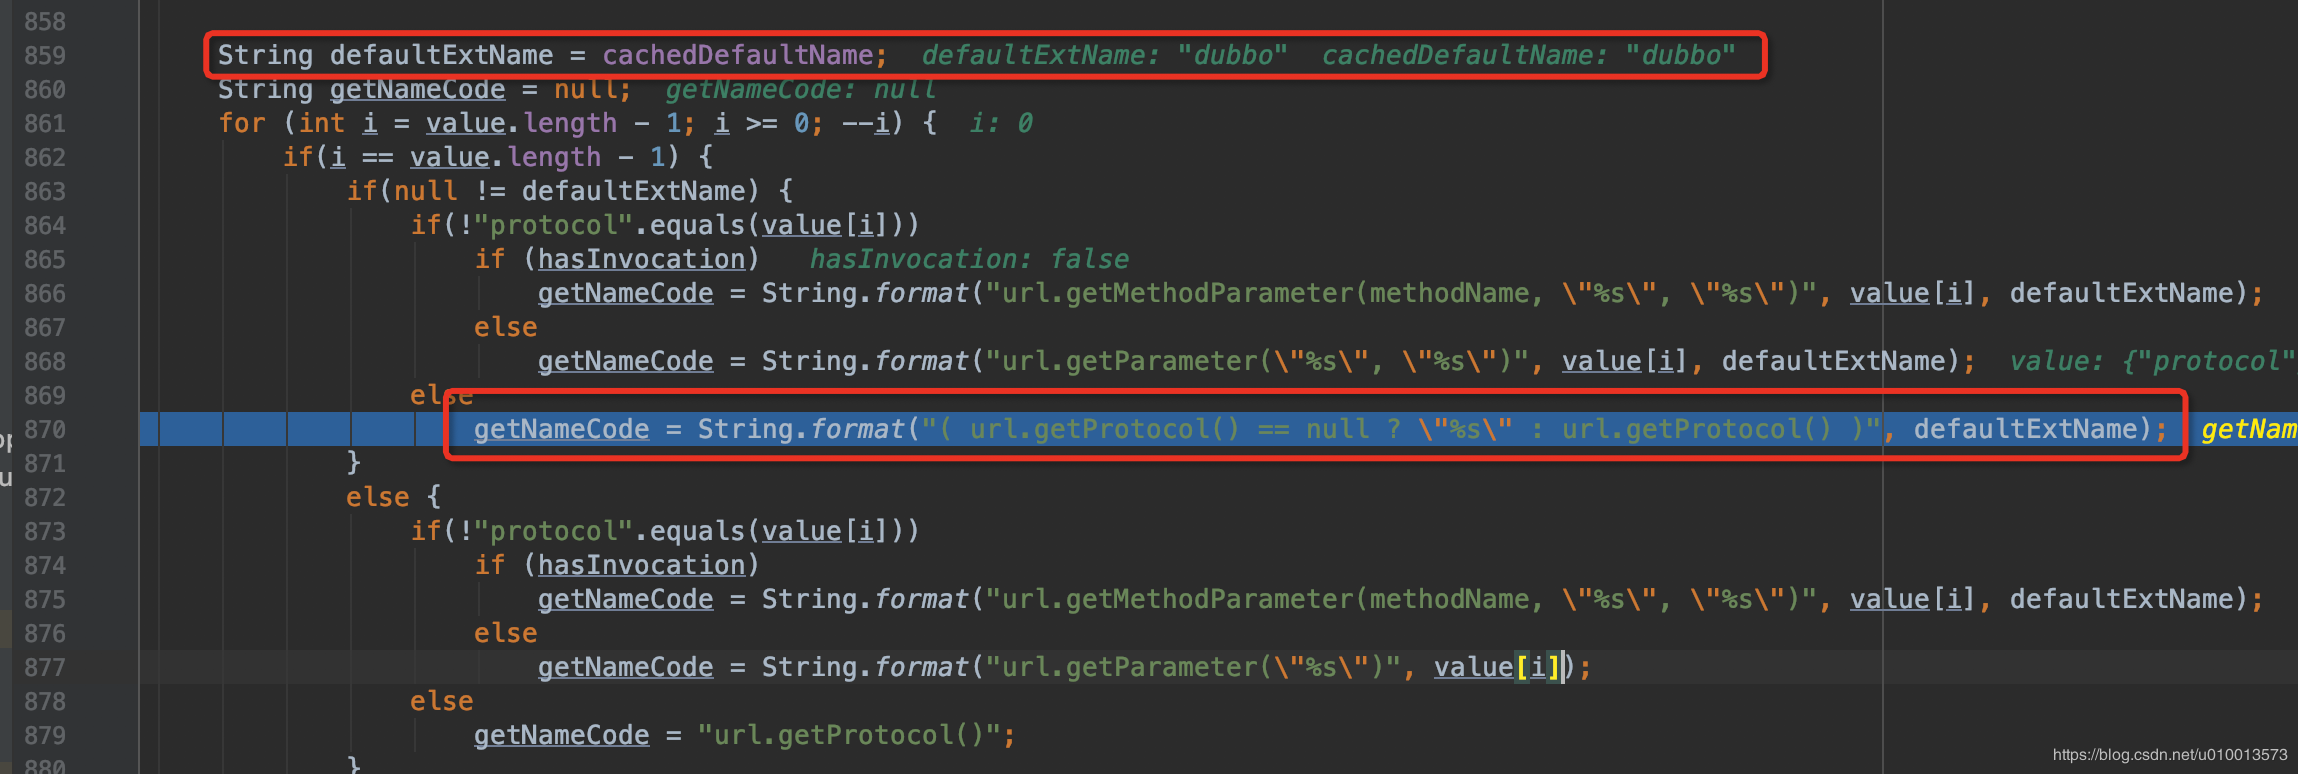 858
859 String defaultExtName = cachedDefaultName; defaultExtName: "dubbo" cachedDefaultName: "dubbo"
860 String getNameCode = null; getNameCode: null
861 for (int i = value.length - 1; i >= 0; --i) { i: 0
862 if(i == value.length - 1) {
863 if(null != defaultExtName) {
864 if(!"protocol".equals(value[i]))
865 if (hasInvocation) hasInvocation: false
866 getNameCode = String.format("url.getMethodParameter(methodName, \"%s\", \"%s\")", value[i], defaultExtName);
867 else
868 getNameCode = String.format("url.getParameter(\"%s\", \"%s\")", value[i], defaultExtName); value: {"protocol"
869 else
870 getNameCode = String.format("( url.getProtocol() == null ? \"%s\" : url.getProtocol() )", defaultExtName); getNam
871 }
872 else {
873 if(!"protocol".equals(value[i]))
874 if (hasInvocation)
875 getNameCode = String.format("url.getMethodParameter(methodName, \"%s\", \"%s\")", value[i], defaultExtName);
876 else
877 getNameCode = String.format("url.getParameter(\"%s\")", value[i]);
878 else
879 getNameCode = "url.getProtocol()";
880 }
https://blog.csdn.net/u010013573